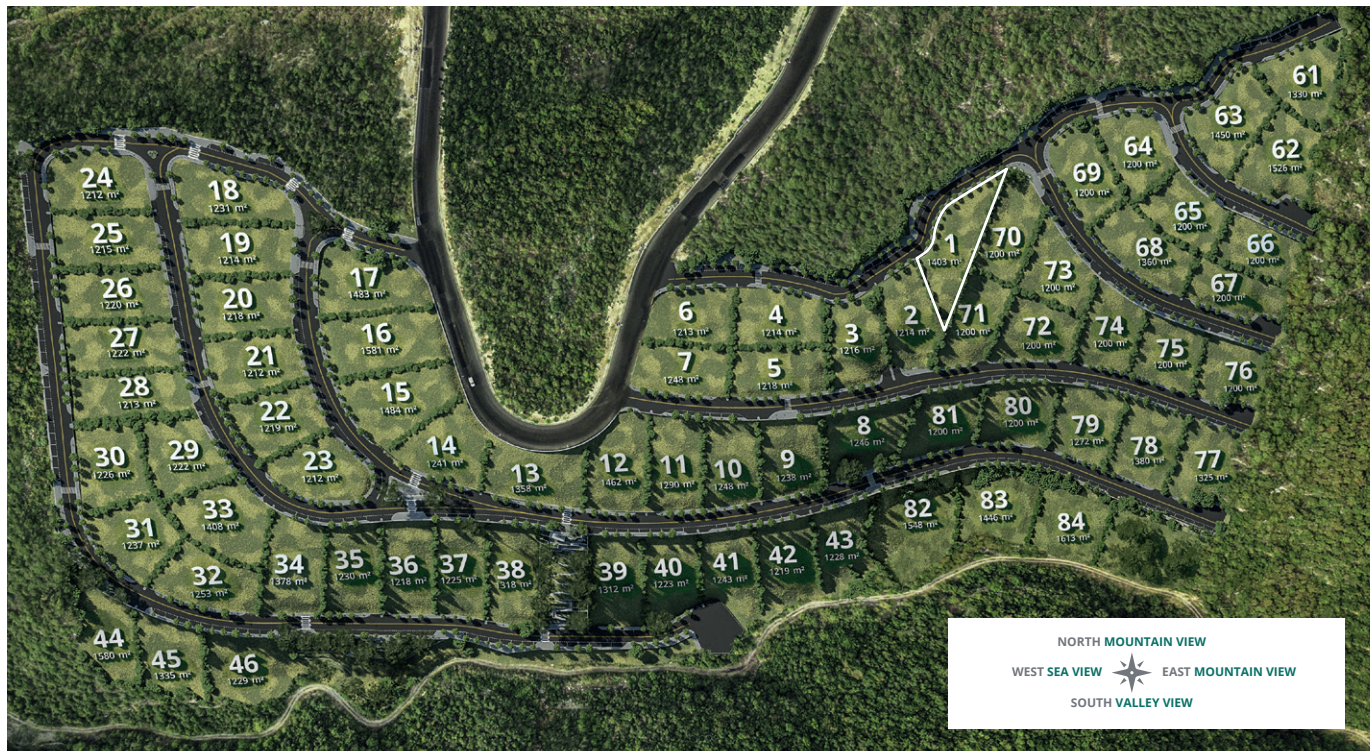 61
1330 m²
63
1450 m²
64
1200 m²
62
1526 m²
69
1200 m²
24
1212 m²
18
1231 m²
65
1200 m²
25
1215 m²
19
1214 m²
1
1403 m²
70
1200 m²
68
1360 m²
66
1200 m²
17
1483 m²
73
1200 m²
67
1200 m²
26
1220 m²
20
1218 m²
6
1213 m²
4
1214 m²
3
1216 m²
2
1214 m²
71
1200 m²
72
1200 m²
74
1200 m²
27
1222 m²
16
1581 m²
21
1212 m²
7
1248 m²
5
1218 m²
75
1200 m²
76
1200 m²
28
1213 m²
15
1484 m²
22
1219 m²
8
1246 m²
81
1200 m²
80
1200 m²
79
1272 m²
30
1226 m²
29
1222 m²
23
1212 m²
14
1241 m²
13
1358 m²
12
1462 m²
11
1290 m²
10
1248 m²
9
1238 m²
78
1380 m²
77
1325 m²
31
1237 m²
33
1408 m²
82
1548 m²
83
1446 m²
84
1613 m²
32
1253 m²
34
1378 m²
35
1230 m²
36
1218 m²
37
1225 m²
38
1318 m²
39
1312 m²
40
1223 m²
41
1243 m²
42
1219 m²
43
1228 m²
44
1580 m²
45
1335 m²
46
1229 m²
NORTH MOUNTAIN VIEW
WEST SEA VIEW EAST MOUNTAIN VIEW
SOUTH VALLEY VIEW